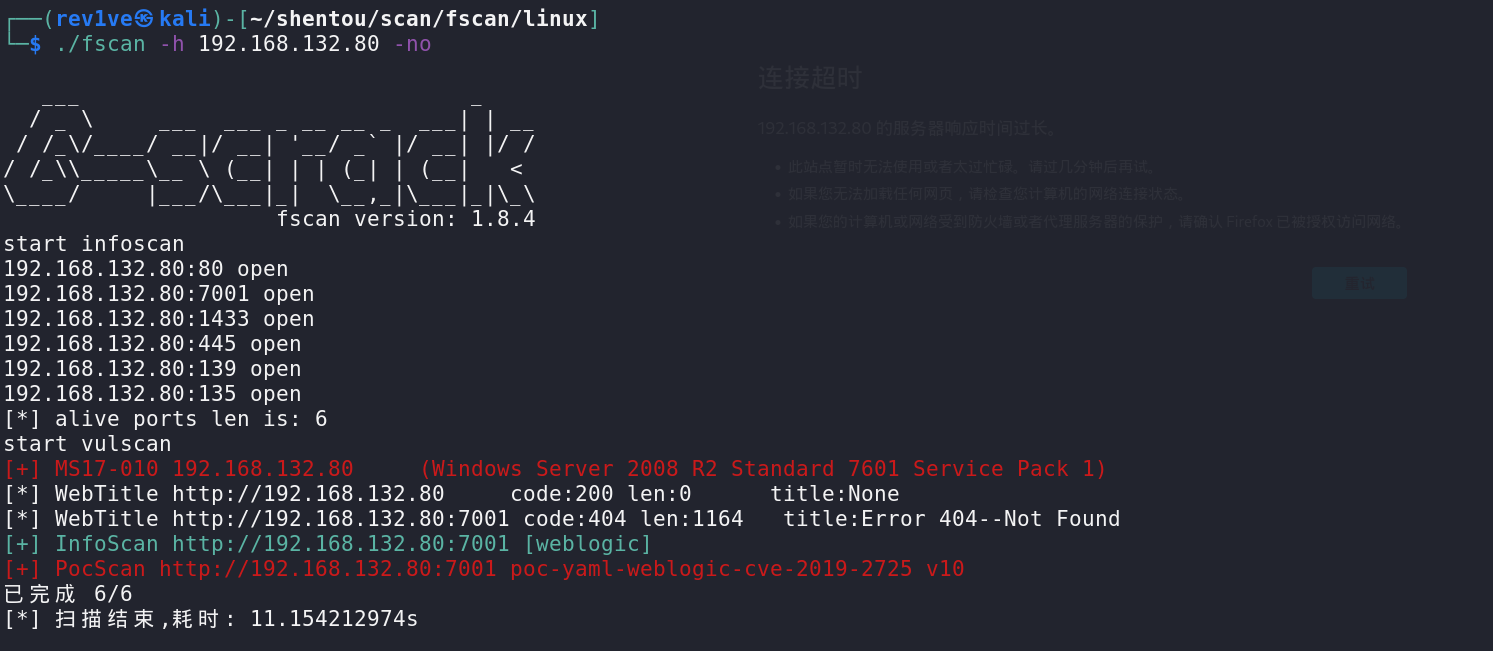 ┌──(rev1ve㉿kali)-[~/shentou/scan/fscan/linux]
└─$ ./fscan -h 192.168.132.80 -no
   ___                              _
  / _ \     ___  ___ _ __ __ _  ___| | __
 / /_\/____/ __|/ __| '__/ _` |/ __| |/ /
/ /_\\_____\__ \ (__| | | (_| | (__|   <
\____/     |___/\___|_|  \__,_|\___|_|\_\
                     fscan version: 1.8.4
start infoscan
192.168.132.80:80 open
192.168.132.80:7001 open
192.168.132.80:1433 open
192.168.132.80:445 open
192.168.132.80:139 open
192.168.132.80:135 open
[*] alive ports len is: 6
start vulscan
[+] MS17-010 192.168.132.80     (Windows Server 2008 R2 Standard 7601 Service Pack 1)
[*] WebTitle http://192.168.132.80     code:200 len:0      title:None
[*] WebTitle http://192.168.132.80:7001 code:404 len:1164   title:Error 404--Not Found
[+] InfoScan http://192.168.132.80:7001 [weblogic]
[+] PocScan http://192.168.132.80:7001 poc-yaml-weblogic-cve-2019-2725 v10
已完成 6/6
[*] 扫描结束,耗时: 11.154212974s
连接超时
192.168.132.80 的服务器响应时间过长。
此站点暂时无法使用或者太过忙碌。请过几分钟后再试。
如果您无法加载任何网页，请检查您计算机的网络连接状态。
如果您的计算机或网络受到防火墙或者代理服务器的保护，请确认 Firefox 已被授权访问网络。